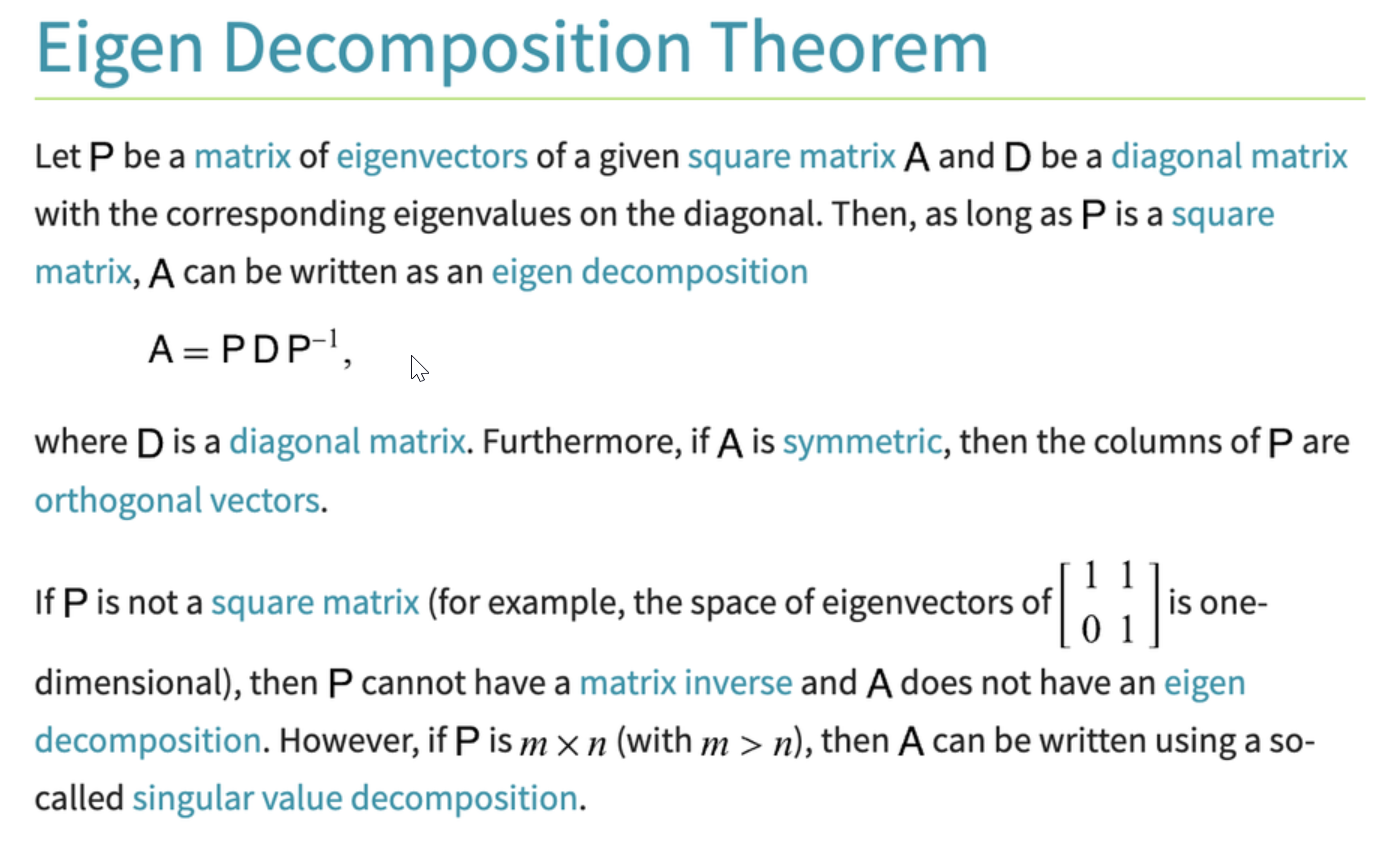 Eigen Decomposition Theorem
Let P be a matrix of eigenvectors of a given square matrix A and D be a diagonal matrix
with the corresponding eigenvalues on the diagonal. Then, as long as P is a square
matrix, A can be written as an eigen decomposition
A = P D P⁻¹,
where D is a diagonal matrix. Furthermore, if A is symmetric, then the columns of P are
orthogonal vectors.
If P is not a square matrix (for example, the space of eigenvectors of [1 1; 0 1] is one-
dimensional), then P cannot have a matrix inverse and A does not have an eigen
decomposition. However, if P is m × n (with m > n), then A can be written using a so-
called singular value decomposition.